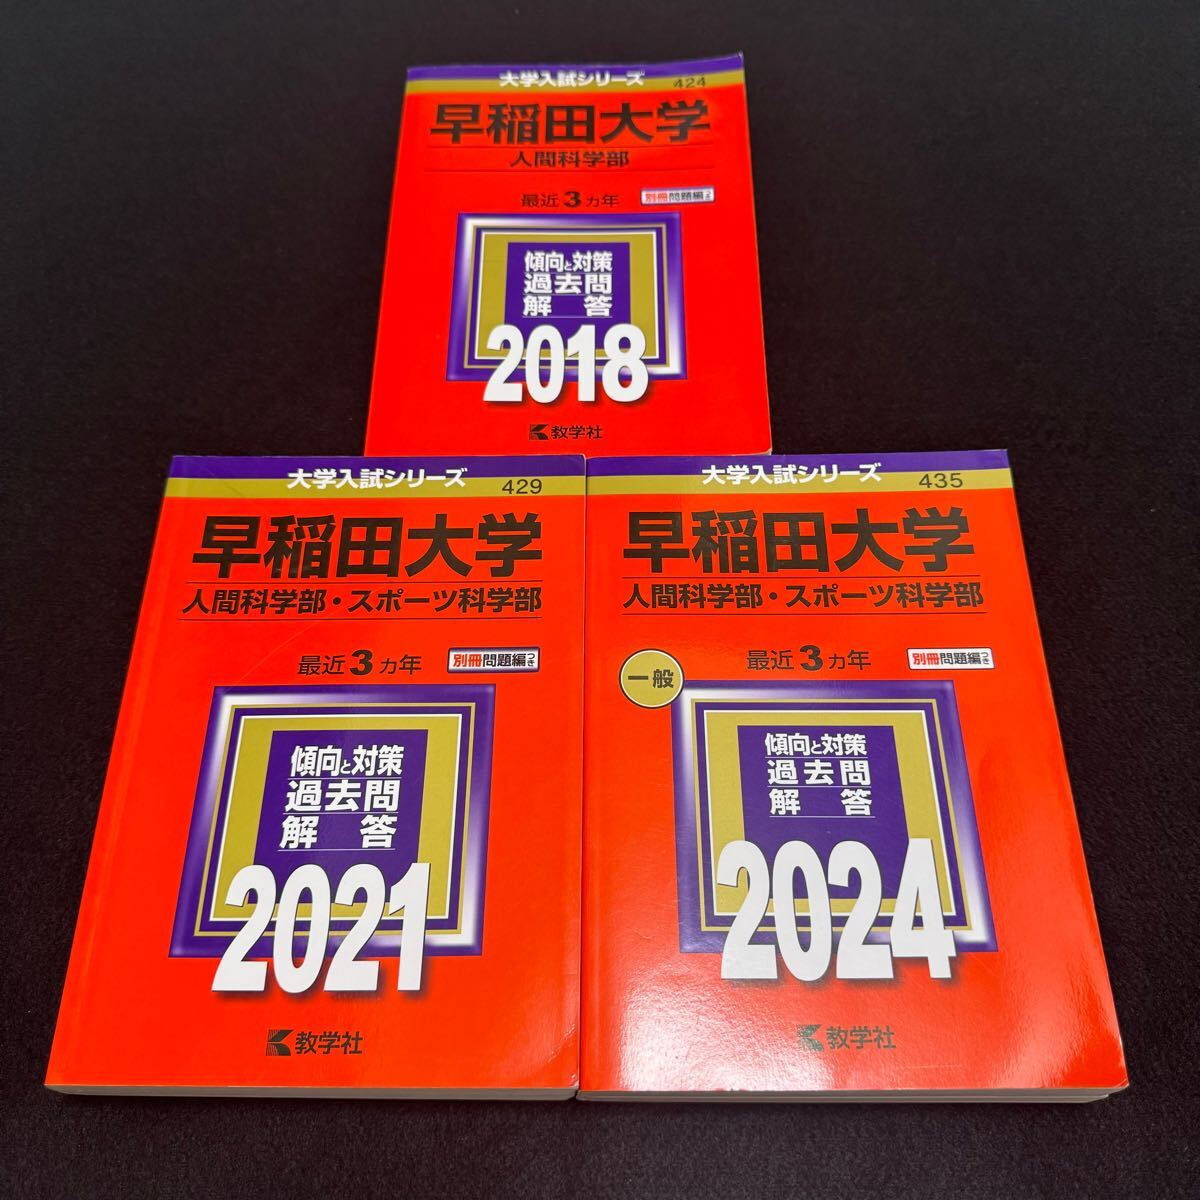 大学入試シリーズ
424
早稲田大学
人間科学部
最近3カ年
別冊問題編つき
傾向と対策
過去問
解答
2018
教学社
大学入試シリーズ
429
早稲田大学
人間科学部・スポーツ科学部
最近3カ年
別冊問題編つき
傾向と対策
過去問
解答
2021
教学社
大学入試シリーズ
435
早稲田大学
人間科学部・スポーツ科学部
一般
最近3カ年
別冊問題編つき
傾向と対策
過去問
解答
2024
教学社